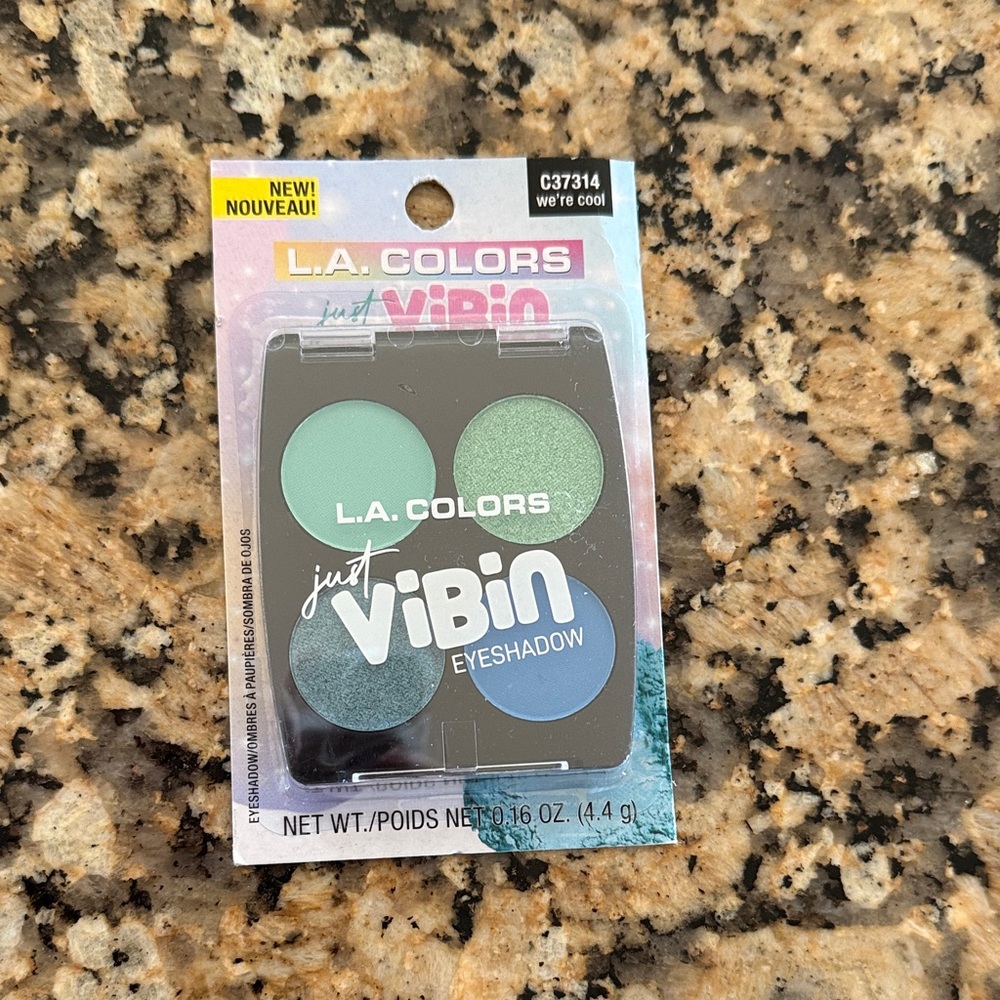 NEW!
NOUVEAU!
C37314
we're cool
L.A. COLORS
just ViBin
L.A. COLORS
just
ViBin
EYESHADOW
EYESHADOW/OMBRES À PAUPIÈRES/SOMBRA DE OJOS
NET WT./POIDS NET 0.16 OZ. (4.4 g)